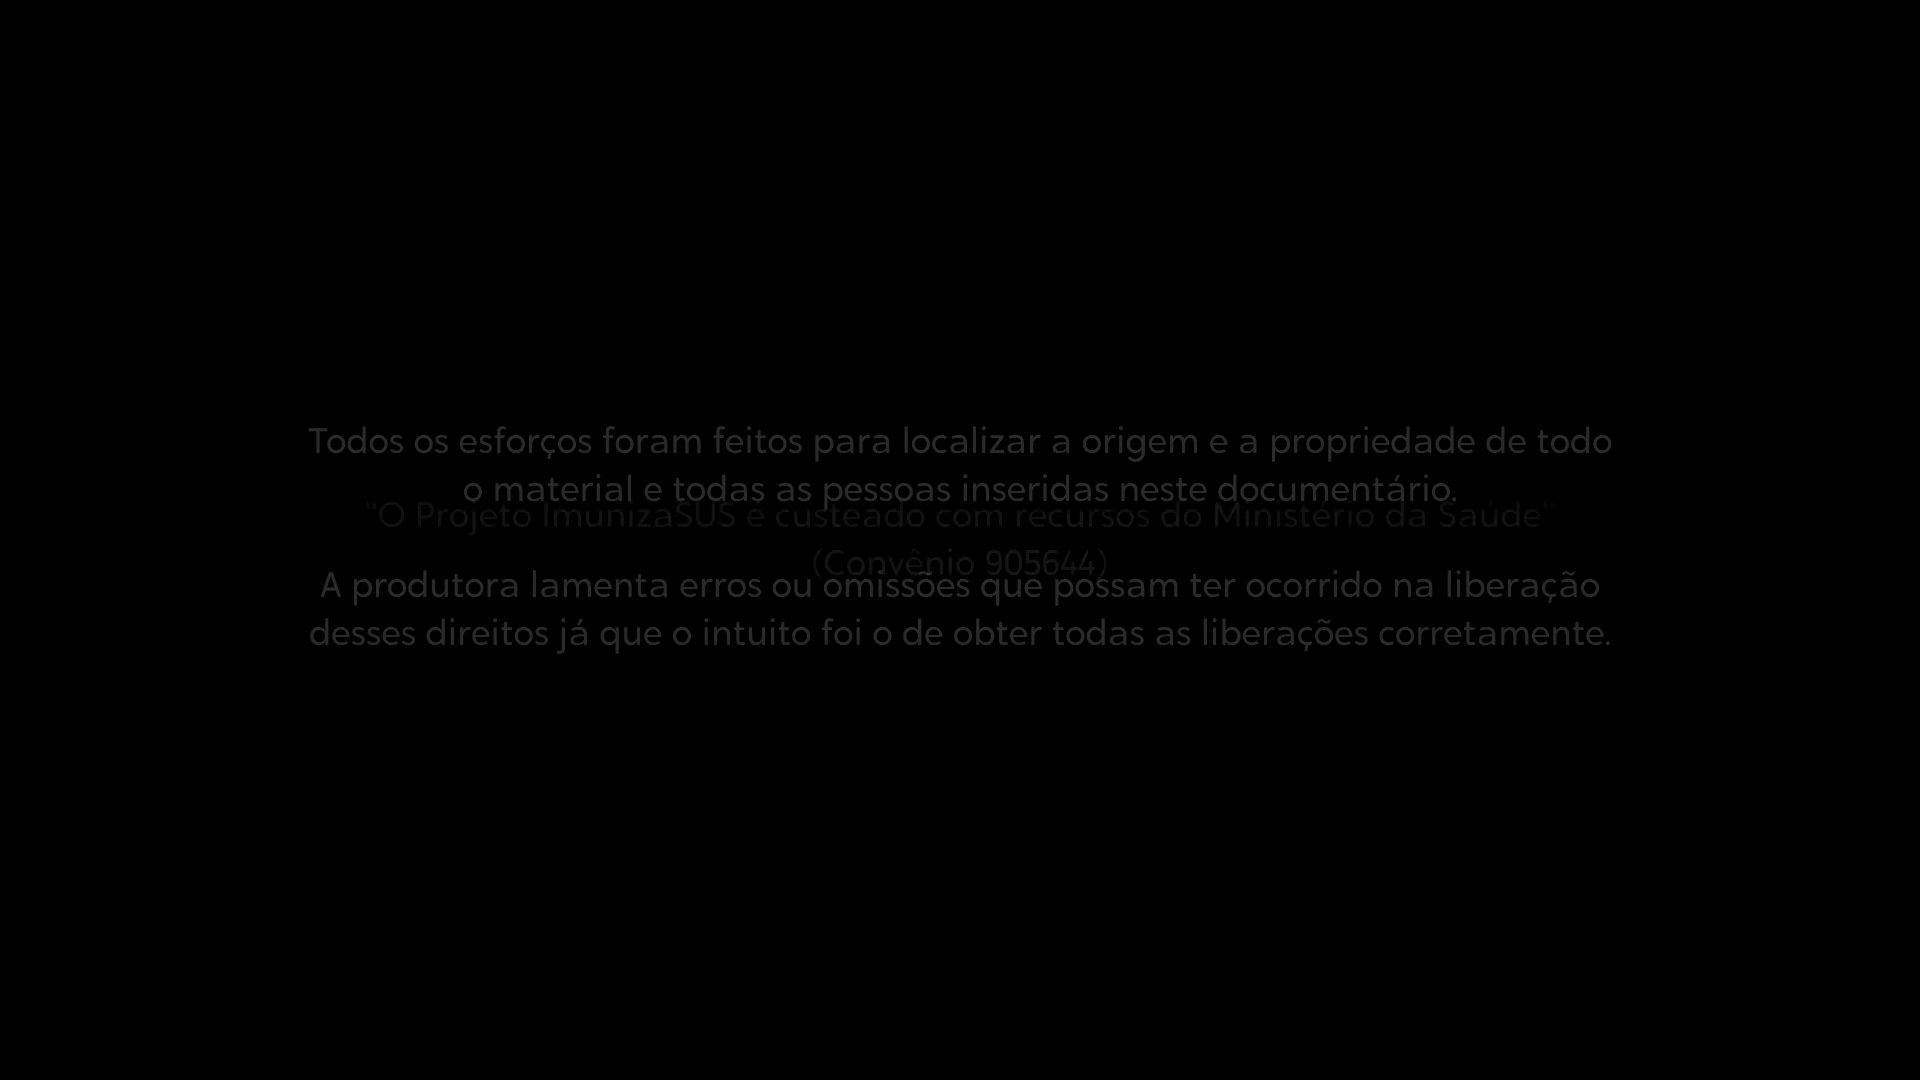 Todos os esforços foram feitos para localizar a origem e a propriedade de todo
o material e todas as pessoas inseridas neste documentário.
“O Projeto ImunizaSUS é custeado com recursos do Ministério da Saúde”
(Convênio 905644)
A produtora lamenta erros ou omissões que possam ter ocorrido na liberação
desses direitos já que o intuito foi o de obter todas as liberações corretamente.